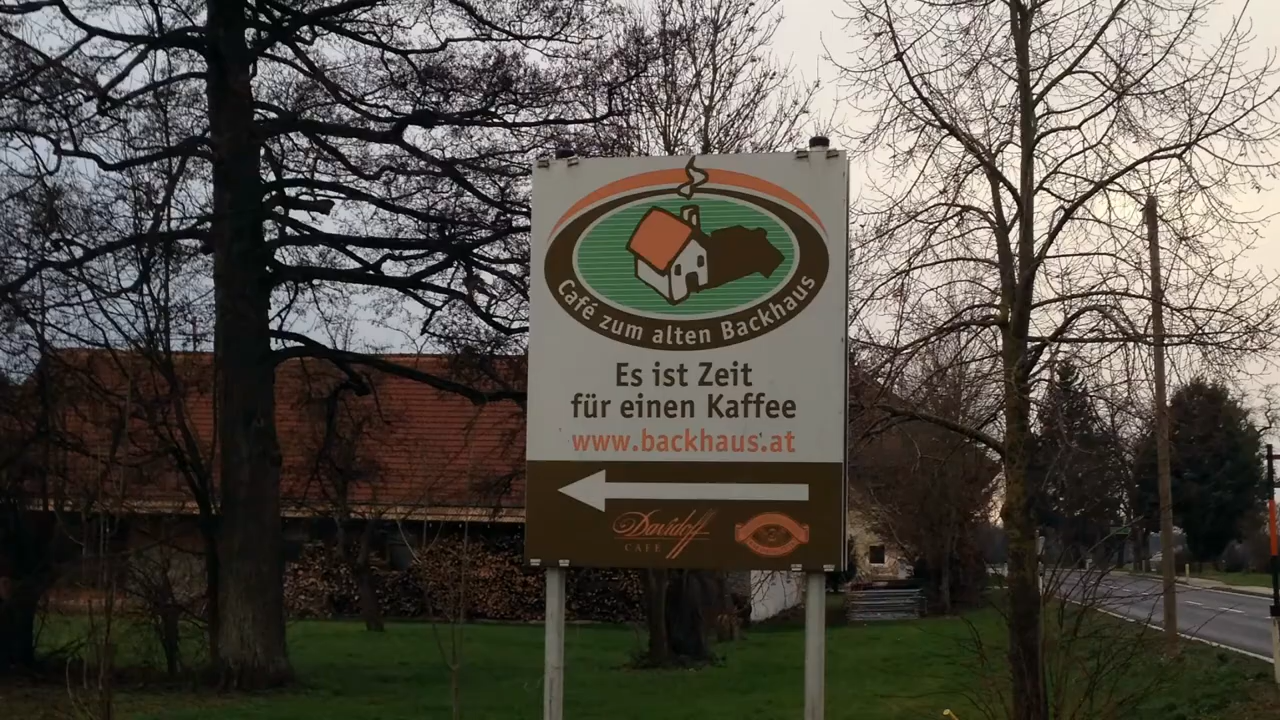 Café zum alten Backhaus
Es ist Zeit
für einen Kaffee
www.backhaus.at
Davidoff
CAFE